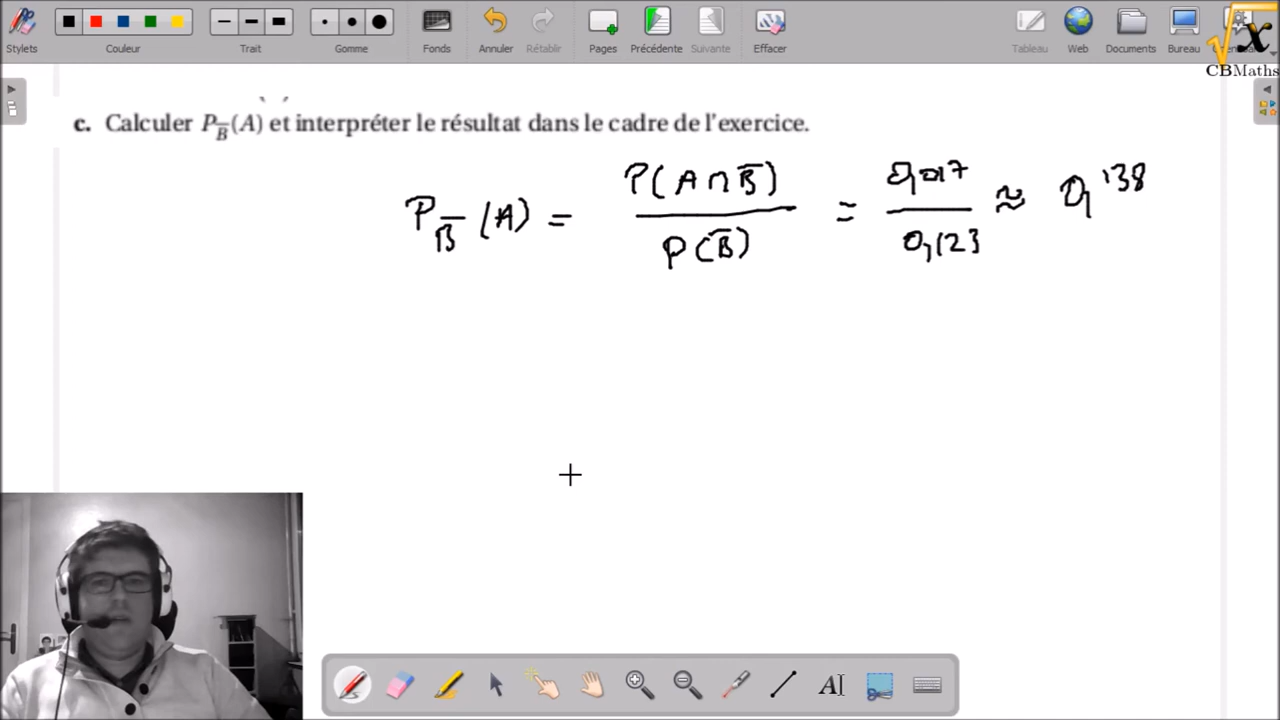 Stylets Couleur Trait Gomme Fonds Annuler Rétablir Pages Précédente Suivante Effacer Tableau Web Documents Bureau
√x
CBMaths
c. Calculer P_B̅(A) et interpréter le résultat dans le cadre de l'exercice.
P_B̅(A) = P(A∩B̅) / P(B̅) = 0,017 / 0,123 ≈ 0,138